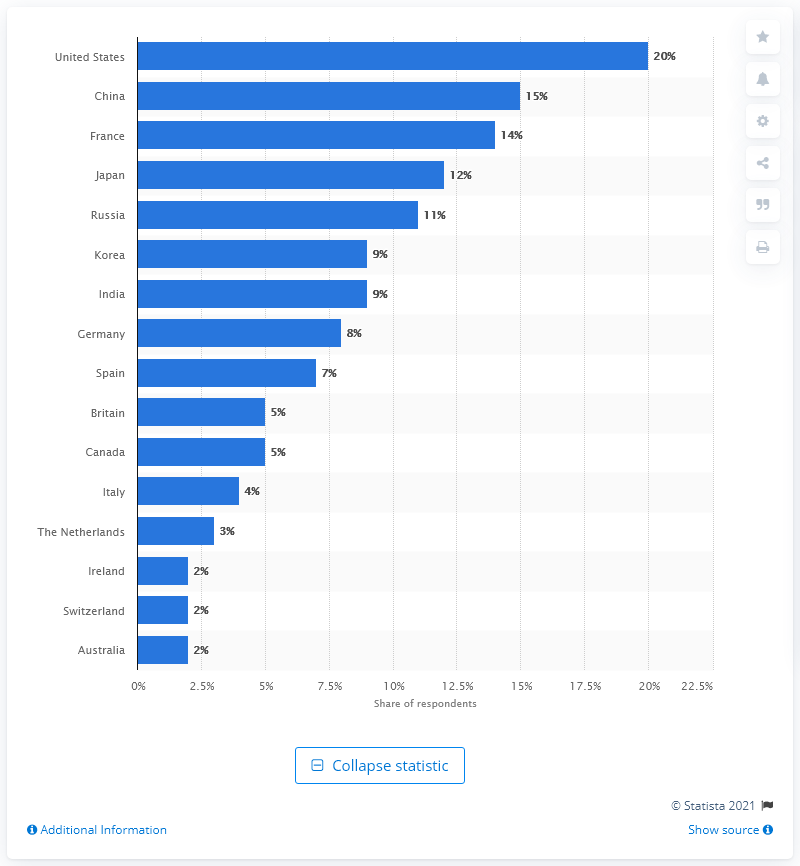 United States 20%
China 15%
France 14%
Japan 12%
Russia 11%
Korea 9%
India 9%
Germany 8%
Spain 7%
Britain 5%
Canada 5%
Italy 4%
The Netherlands 3%
Ireland 2%
Switzerland 2%
Australia 2%
0% 2.5% 5% 7.5% 10% 12.5% 15% 17.5% 20% 22.5%
Share of respondents
Collapse statistic
© Statista 2021
Additional Information Show source